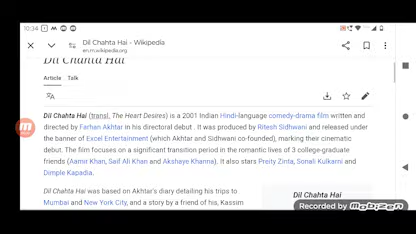 10:34
Dil Chahta Hai - Wikipedia
en.m.wikipedia.org
Dil Chahta Hai
Article Talk
Dil Chahta Hai (transl. The Heart Desires) is a 2001 Indian Hindi-language comedy-drama film written and
directed by Farhan Akhtar in his directorial debut . It was produced by Ritesh Sidhwani and released under the
banner of Excel Entertainment (which Akhtar and Sidhwani co-founded), marking their cinematic
debut. The film focuses on a significant transition period in the romantic lives of 3 college-graduate
friends (Aamir Khan, Saif Ali Khan and Akshaye Khanna). It also stars Preity Zinta, Sonali Kulkarni and
Dimple Kapadia.
Dil Chahta Hai was based on Akhtar's diary detailing his trips to
Mumbai and New York City, and a story by a friend of his, Kassim
Dil Chahta Hai
Recorded by MOBIZEN